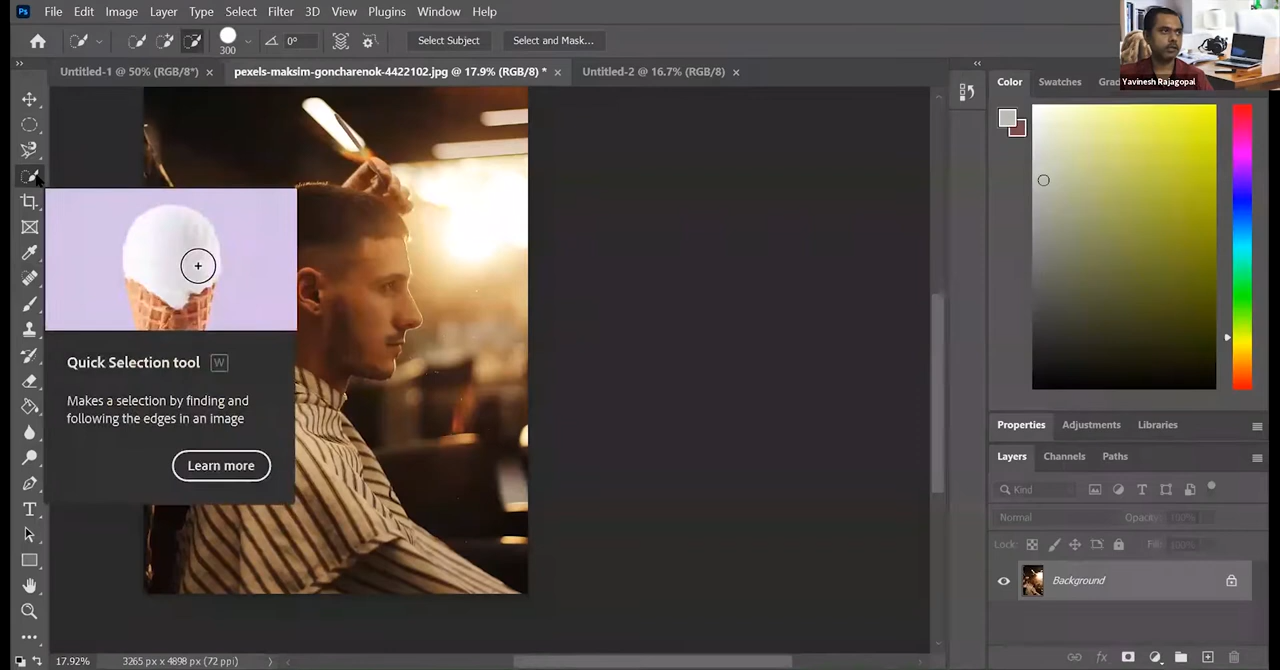 Ps File Edit Image Layer Type Select Filter 3D View Plugins Window Help
300 0° Select Subject Select and Mask...
Untitled-1 @ 50% (RGB/8*) × pexels-maksim-goncharenok-4422102.jpg @ 17.9% (RGB/8) * × Untitled-2 @ 16.7% (RGB/8) ×
Color Swatches
Yavinesh Rajagopal
Quick Selection tool W
Makes a selection by finding and
following the edges in an image
Learn more
Properties Adjustments Libraries
Layers Channels Paths
Kind
Normal Opacity: 100%
Lock: Fill: 100%
Background
fx
17.92% 3265 px x 4898 px (72 ppi)